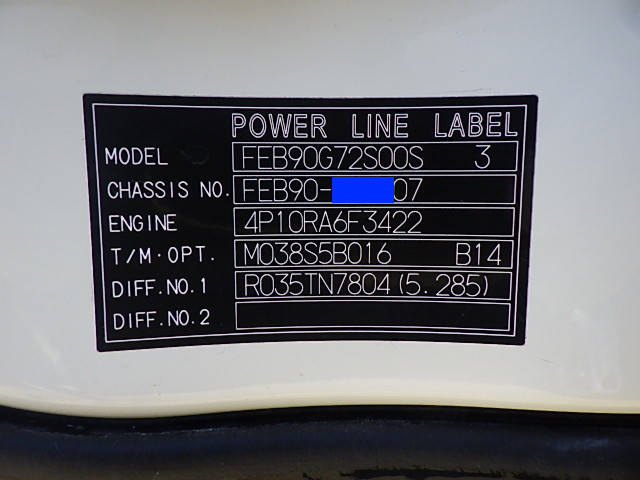 POWER LINE LABEL
MODEL FEB90G72S00S 3
CHASSIS NO. FEB90- 07
ENGINE 4P10RA6F3422
T/M·OPT. M038S5B016 B14
DIFF.NO.1 R035TN7804(5.285)
DIFF.NO.2